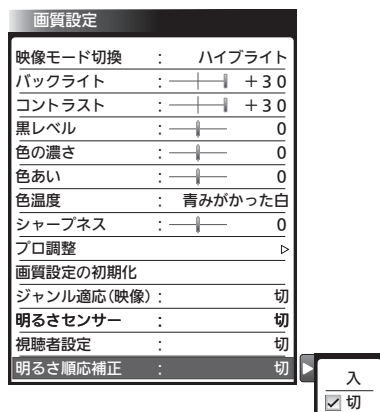 画質設定
映像モード切換 : ハイブライト
バックライト : +30
コントラスト : +30
黒レベル : 0
色の濃さ : 0
色あい : 0
色温度 : 青みがかった白
シャープネス : 0
プロ調整
画質設定の初期化
ジャンル適応(映像) : 切
明るさセンサー : 切
視聴者設定 : 切
明るさ順応補正 : 切
入
切